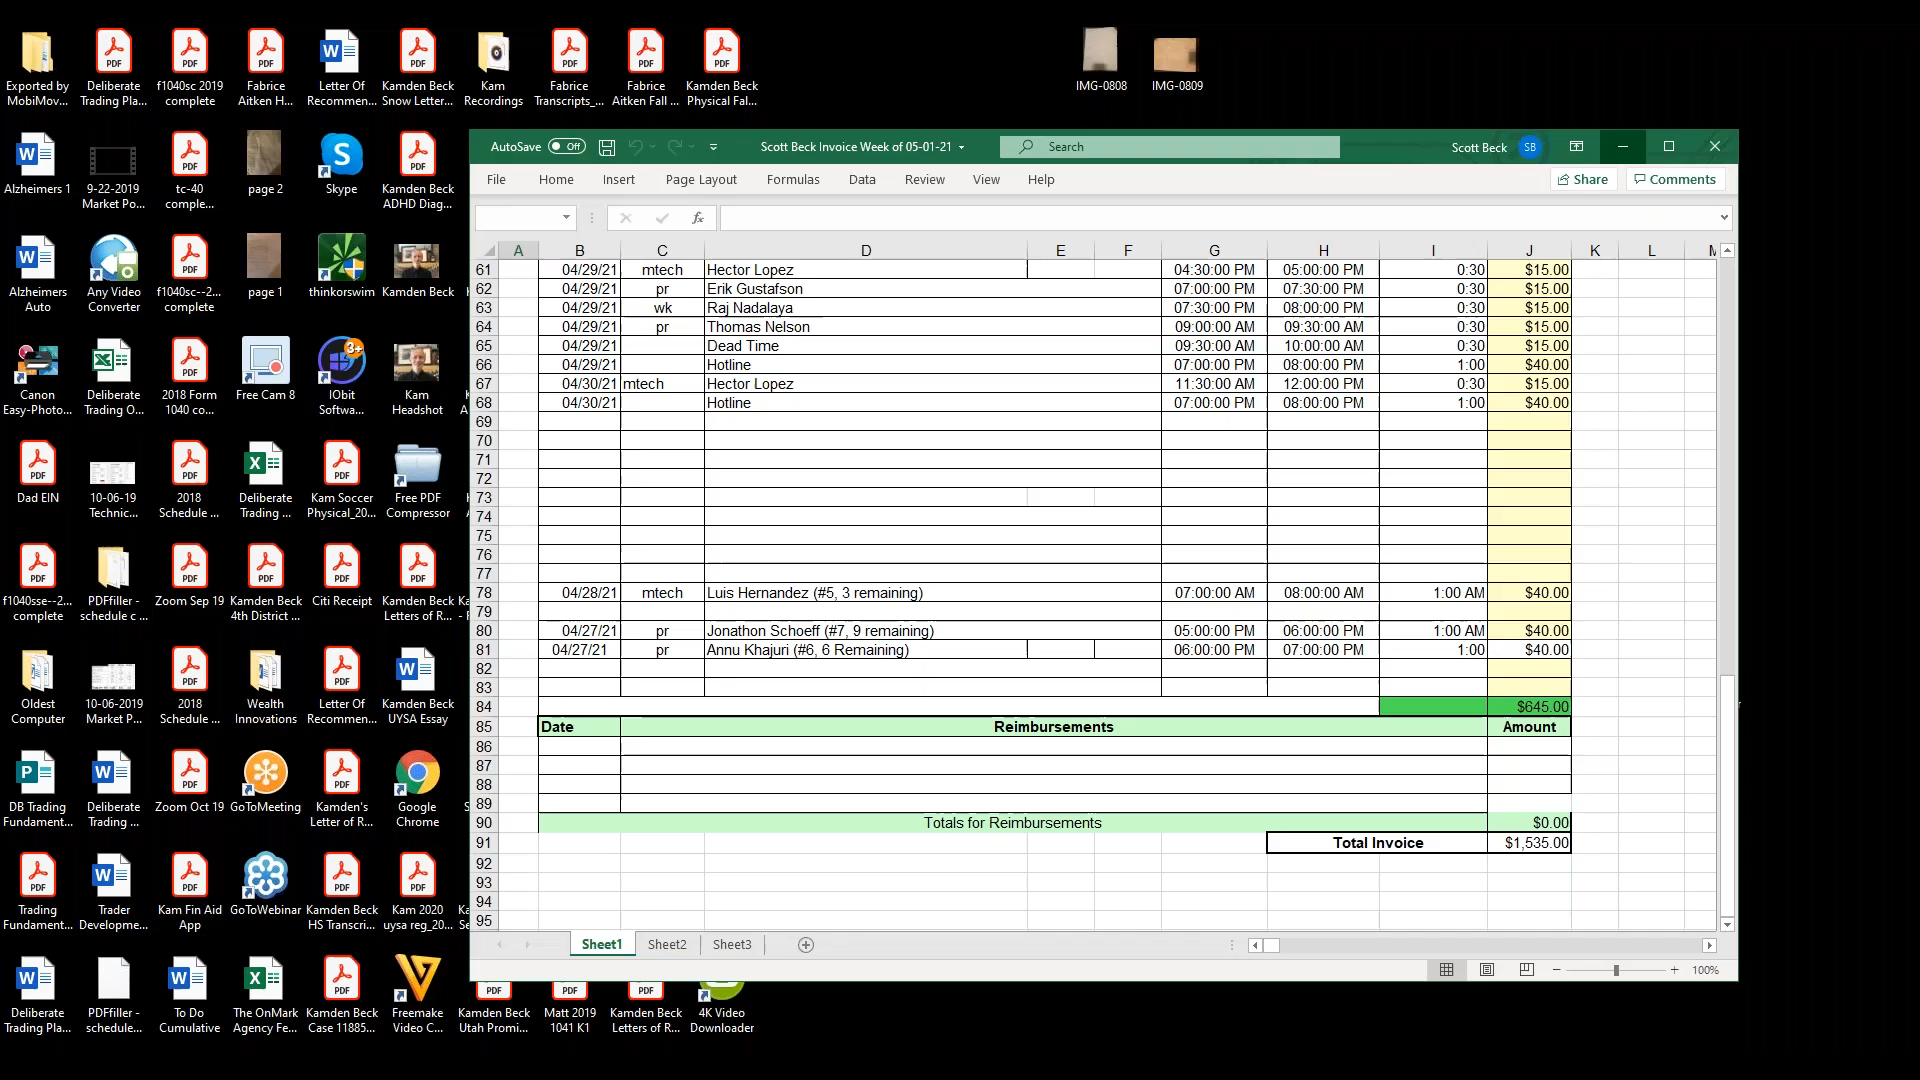 Exported by MobiMov...
Deliberate Trading Pla...
f1040sc 2019 complete
Fabrice Aitken H...
Letter Of Recommen...
Kamden Beck Snow Letter...
Kam Recordings
Fabrice Transcripts_...
Fabrice Aitken Fall ...
Kamden Beck Physical Fal...
IMG-0808
IMG-0809
Alzheimers 1
9-22-2019 Market Po...
tc-40 comple...
page 2
Skype
Kamden Beck ADHD Diag...
Alzheimers Auto
Any Video Converter
f1040sc--2... complete
page 1
thinkorswim
Kamden Beck
Canon Easy-Photo...
Deliberate Trading O...
2018 Form 1040 co...
Free Cam 8
IObit Softwa...
Kam Headshot
Dad EIN
10-06-19 Technic...
2018 Schedule ...
Deliberate Trading ...
Kam Soccer Physical_20...
Free PDF Compressor
f1040sse--2... complete
PDFfiller - schedule c ...
Zoom Sep 19
Kamden Beck 4th District ...
Citi Receipt
Kamden Beck Letters of R...
Oldest Computer
10-06-2019 Market P...
2018 Schedule ...
Wealth Innovations
Letter Of Recommen...
Kamden Beck UYSA Essay
DB Trading Fundament...
Deliberate Trading ...
Zoom Oct 19
GoToMeeting
Kamden's Letter of R...
Google Chrome
Trading Fundament...
Trader Developme...
Kam Fin Aid App
GoToWebinar
Kamden Beck HS Transcri...
Kam 2020 uysa reg_20...
Deliberate Trading Pla...
PDFfiller - schedule...
To Do Cumulative
The OnMark Agency Fe...
Kamden Beck Case 11885...
Freemake Video C...
Kamden Beck Utah Promi...
Matt 2019 1041 K1
Kamden Beck Letters of R...
4K Video Downloader
AutoSave Off Scott Beck Invoice Week of 05-01-21 Search Scott Beck SB
File Home Insert Page Layout Formulas Data Review View Help Share Comments
fx
A B C D E F G H I J K L M
61 04/29/21 mtech Hector Lopez 04:30:00 PM 05:00:00 PM 0:30 $15.00
62 04/29/21 pr Erik Gustafson 07:00:00 PM 07:30:00 PM 0:30 $15.00
63 04/29/21 wk Raj Nadalaya 07:30:00 PM 08:00:00 PM 0:30 $15.00
64 04/29/21 pr Thomas Nelson 09:00:00 AM 09:30:00 AM 0:30 $15.00
65 04/29/21 Dead Time 09:30:00 AM 10:00:00 AM 0:30 $15.00
66 04/29/21 Hotline 07:00:00 PM 08:00:00 PM 1:00 $40.00
67 04/30/21 mtech Hector Lopez 11:30:00 AM 12:00:00 PM 0:30 $15.00
68 04/30/21 Hotline 07:00:00 PM 08:00:00 PM 1:00 $40.00
69
70
71
72
73
74
75
76
77
78 04/28/21 mtech Luis Hernandez (#5, 3 remaining) 07:00:00 AM 08:00:00 AM 1:00 AM $40.00
79
80 04/27/21 pr Jonathon Schoeff (#7, 9 remaining) 05:00:00 PM 06:00:00 PM 1:00 AM $40.00
81 04/27/21 pr Annu Khajuri (#6, 6 Remaining) 06:00:00 PM 07:00:00 PM 1:00 $40.00
82
83
84 $645.00
85 Date Reimbursements Amount
86
87
88
89
90 Totals for Reimbursements $0.00
91 Total Invoice $1,535.00
92
93
94
95
Sheet1 Sheet2 Sheet3
100%